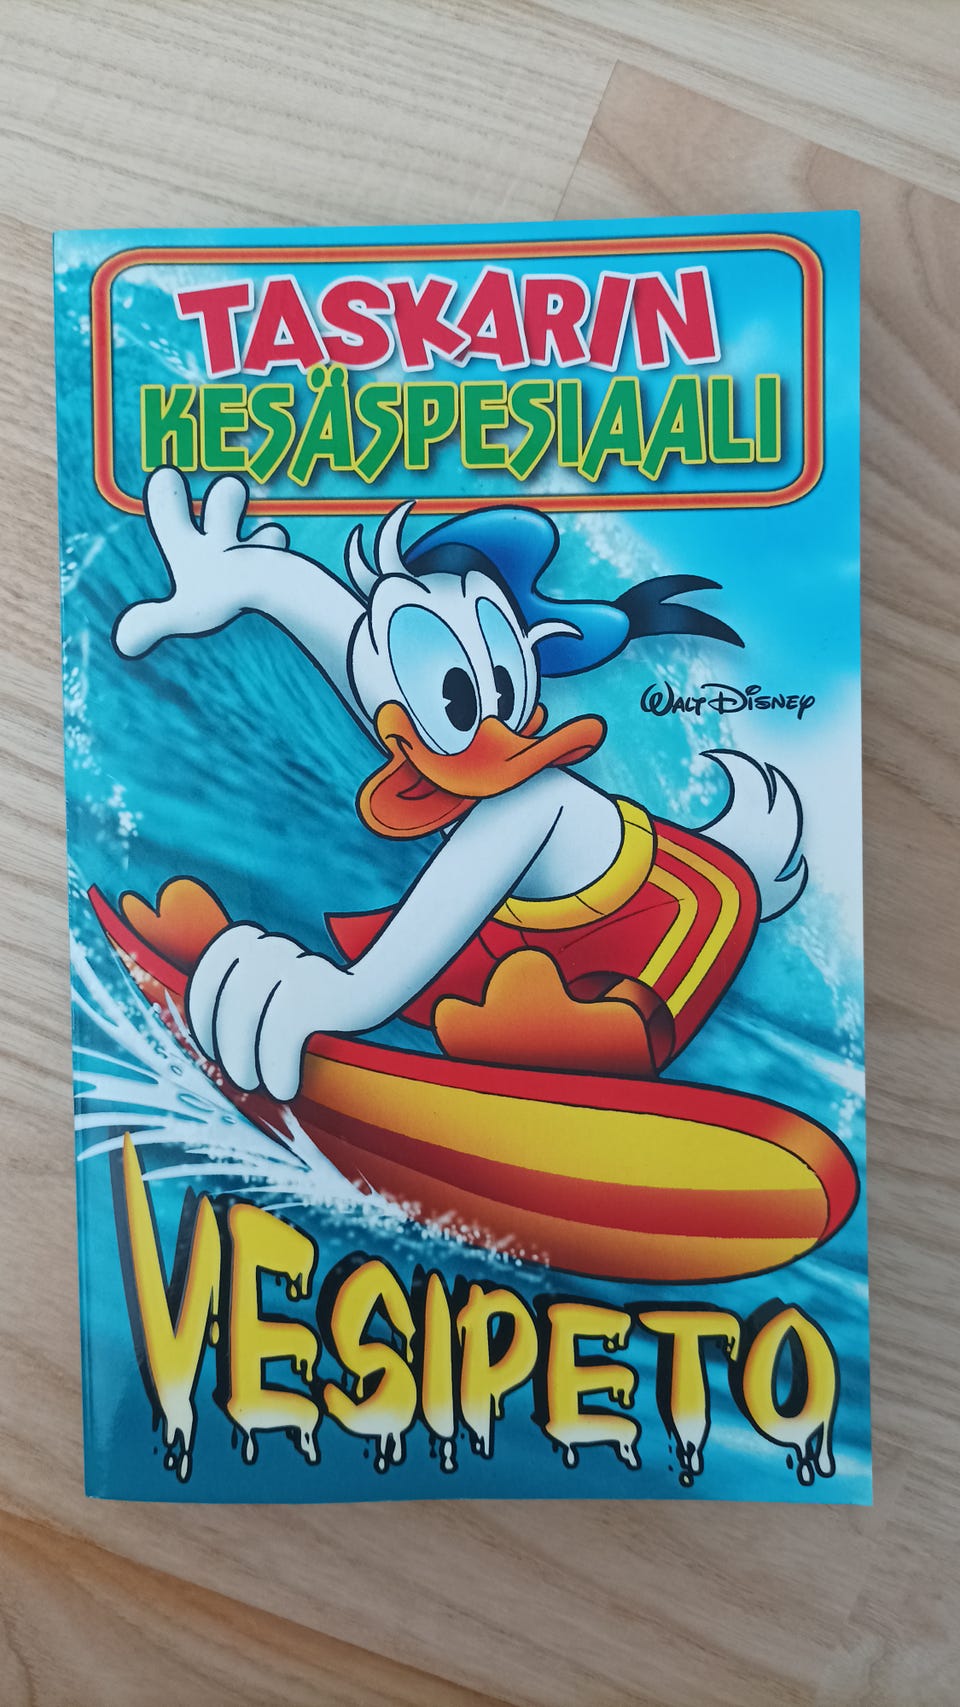 TASKARIN
KESÄSPESIAALI
WALT DISNEY
VESIPETO